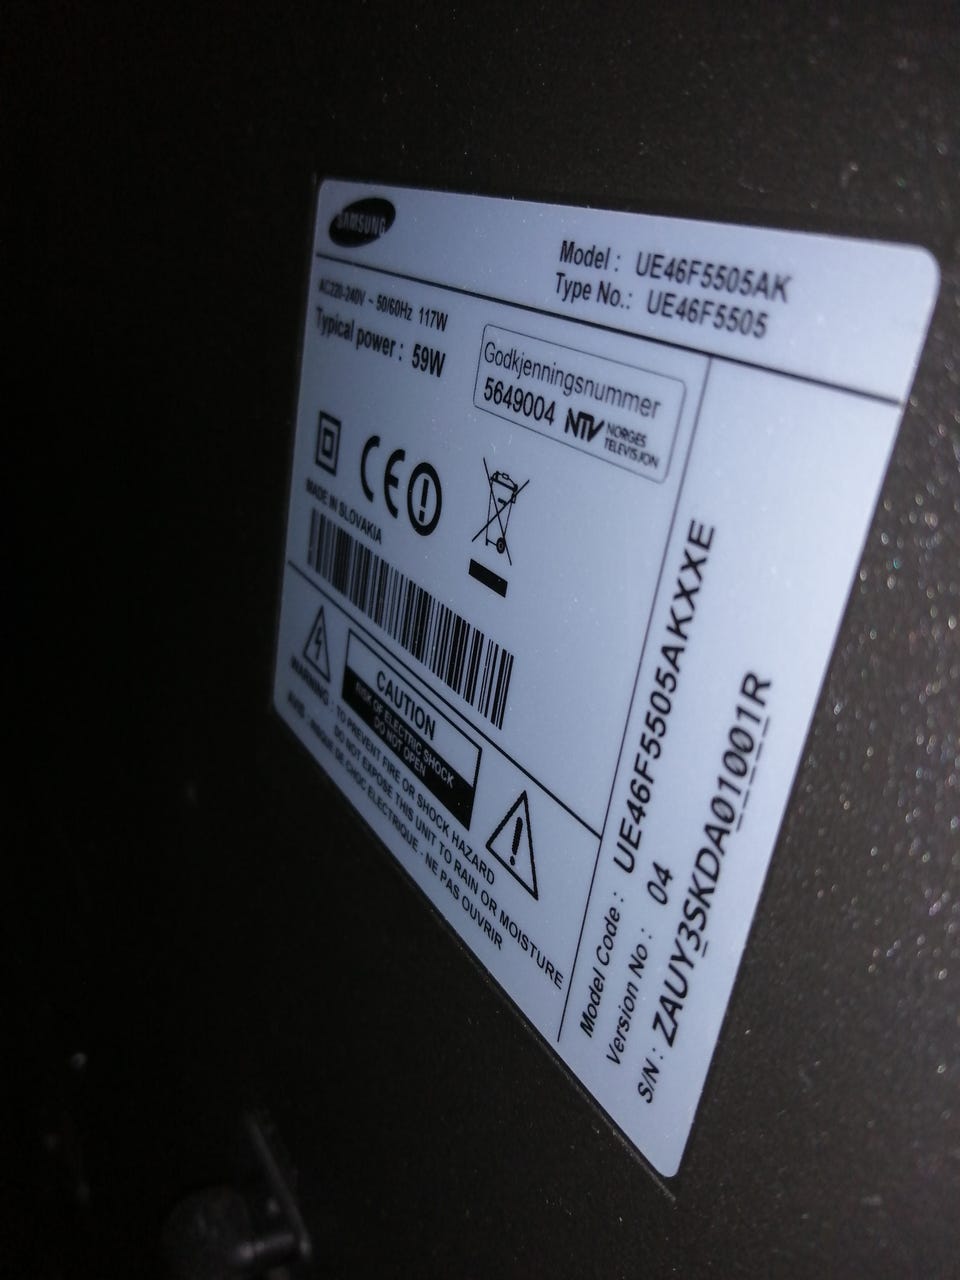 SAMSUNG
Model : UE46F5505AK
Type No.: UE46F5505
AC220-240V ~ 50/60Hz 117W
Typical power : 59W
Godkjenningsnummer
5649004 NTV NORGES
TELEVISJON
CE
MADE IN SLOVAKIA
CAUTION
RISK OF ELECTRIC SHOCK
DO NOT OPEN
WARNING : TO PREVENT FIRE OR SHOCK HAZARD
DO NOT EXPOSE THIS UNIT TO RAIN OR MOISTURE
AVIS : RISQUE DE CHOC ELECTRIQUE - NE PAS OUVRIR
Model Code : UE46F5505AKXXE
Version No : 04
S/N : ZAUY3SKDA01001R